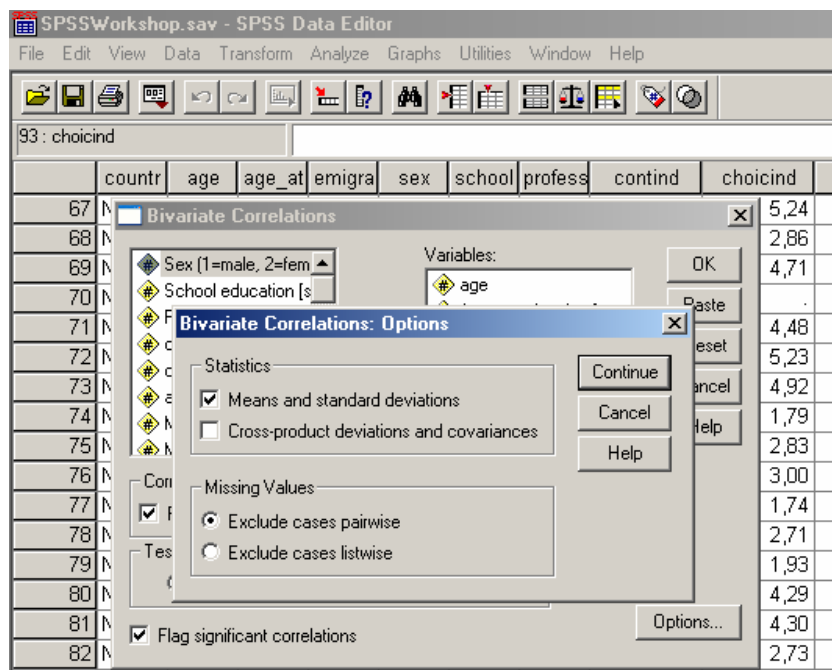 SPSSWorkshop.sav - SPSS Data Editor
File Edit View Data Transform Analyze Graphs Utilities Window Help
93 : choicind
countr age age_at emigra sex school profess contind choicind
67 N 5,24
68 N 2,86
69 N 4,71
70 N .
71 N 4,48
72 N 5,23
73 N 4,92
74 N 1,79
75 N 2,83
76 N 3,00
77 N 1,74
78 N 2,71
79 N 1,93
80 N 4,29
81 N 4,30
82 N 2,73
Bivariate Correlations
Sex (1=male, 2=fem
School education [s
Variables:
age
OK
Paste
eset
ancel
Help
Bivariate Correlations: Options
Statistics
Means and standard deviations
Cross-product deviations and covariances
Missing Values
Exclude cases pairwise
Exclude cases listwise
Continue
Cancel
Help
Tes
Flag significant correlations
Options...